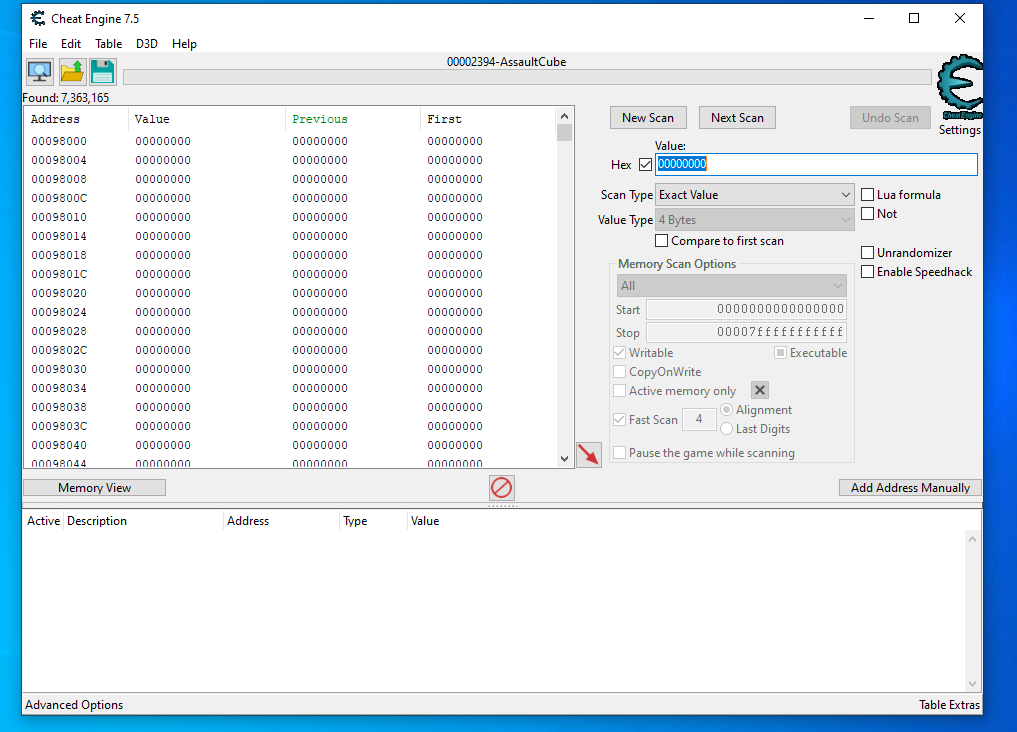 Cheat Engine 7.5
File Edit Table D3D Help
00002394-AssaultCube
Found: 7,363,165
Cheat Engine
Settings
Address Value Previous First
00098000 00000000 00000000 00000000
00098004 00000000 00000000 00000000
00098008 00000000 00000000 00000000
0009800C 00000000 00000000 00000000
00098010 00000000 00000000 00000000
00098014 00000000 00000000 00000000
00098018 00000000 00000000 00000000
0009801C 00000000 00000000 00000000
00098020 00000000 00000000 00000000
00098024 00000000 00000000 00000000
00098028 00000000 00000000 00000000
0009802C 00000000 00000000 00000000
00098030 00000000 00000000 00000000
00098034 00000000 00000000 00000000
00098038 00000000 00000000 00000000
0009803C 00000000 00000000 00000000
00098040 00000000 00000000 00000000
00098044 00000000 00000000 00000000
New Scan Next Scan Undo Scan
Value:
Hex 00000000
Scan Type Exact Value Lua formula
Value Type 4 Bytes Not
Compare to first scan
Unrandomizer
Enable Speedhack
Memory Scan Options
All
Start 0000000000000000
Stop 00007fffffffffff
Writable Executable
CopyOnWrite
Active memory only
Fast Scan 4 Alignment
Last Digits
Pause the game while scanning
Memory View Add Address Manually
Active Description Address Type Value
Advanced Options Table Extras